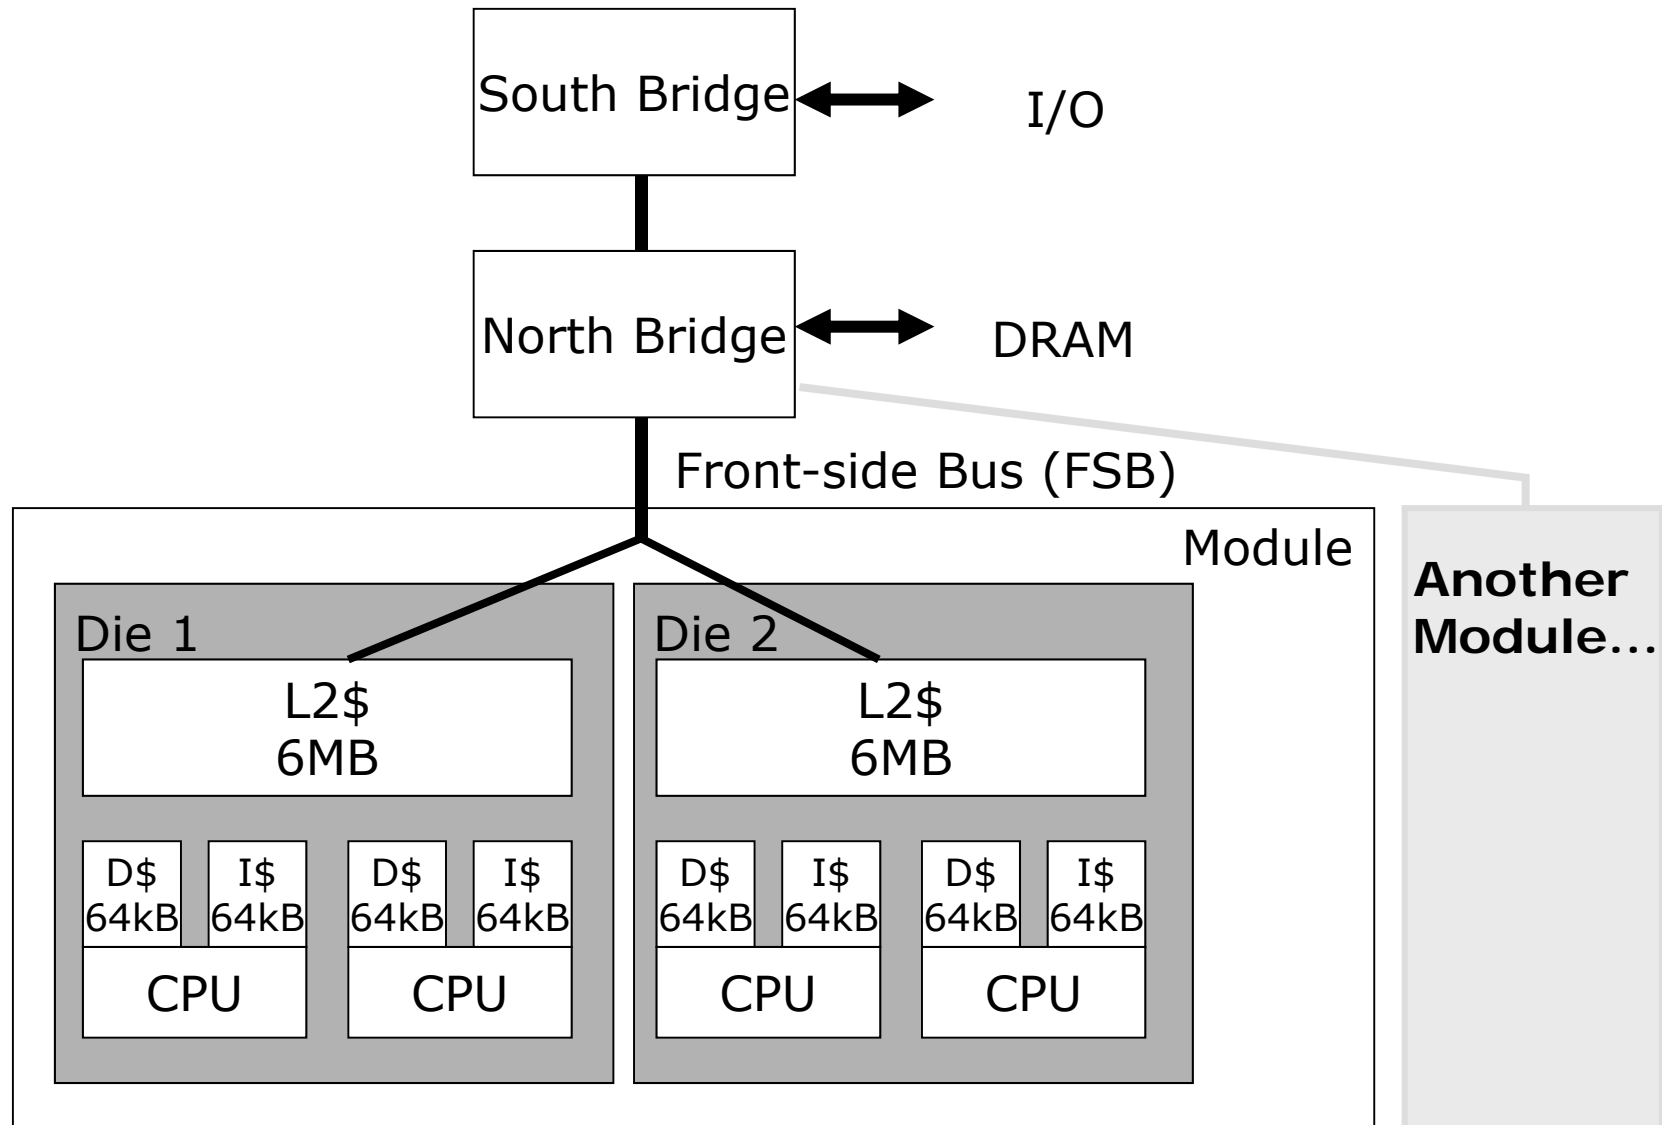 South Bridge
I/O
North Bridge
DRAM
Front-side Bus (FSB)
Module
Another
Module...
Die 1
L2$
6MB
D$
64kB
I$
64kB
D$
64kB
I$
64kB
CPU
CPU
Die 2
L2$
6MB
D$
64kB
I$
64kB
D$
64kB
I$
64kB
CPU
CPU